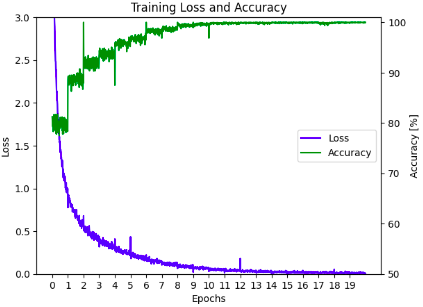 Training Loss and Accuracy
3.0
2.5
2.0
1.5
1.0
0.5
0.0
Loss
100
90
80
70
60
50
Accuracy [%]
Loss
Accuracy
0 1 2 3 4 5 6 7 8 9 10 11 12 13 14 15 16 17 18 19
Epochs